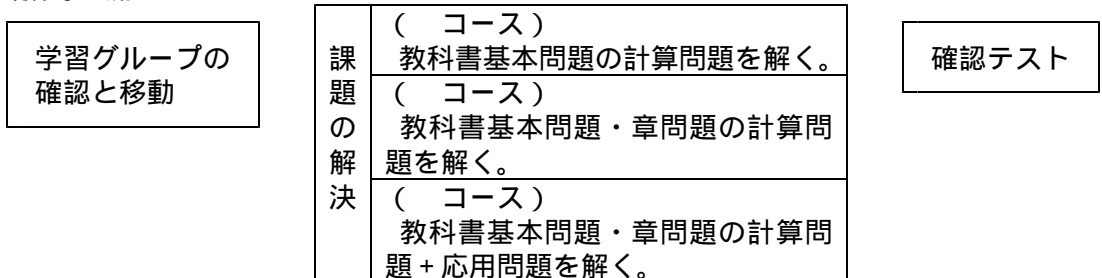 学習グループの
確認と移動
課題の解決
(　コース)
教科書基本問題の計算問題を解く。
(　コース)
教科書基本問題・章問題の計算問
題を解く。
(　コース)
教科書基本問題・章問題の計算問
題+応用問題を解く。
確認テスト